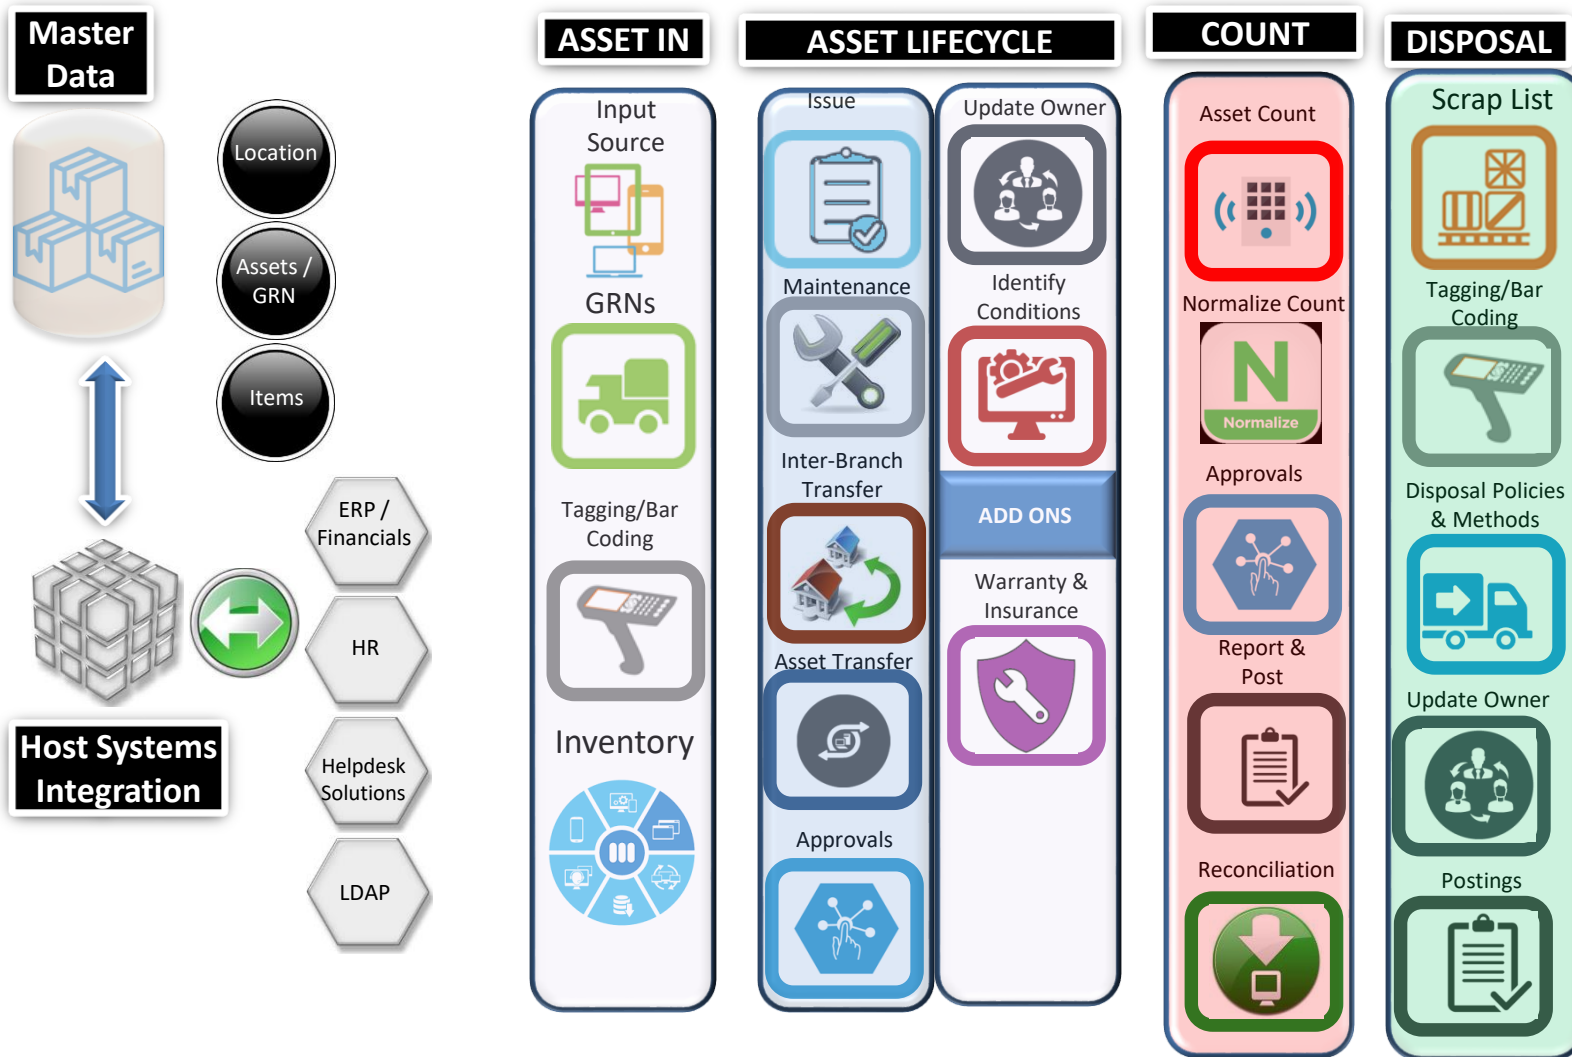 Master
Data
Location
Assets /
GRN
Items
ERP /
Financials
HR
Helpdesk
Solutions
LDAP
Host Systems
Integration
ASSET IN
Input
Source
GRNs
Tagging/Bar
Coding
Inventory
ASSET LIFECYCLE
Issue
Maintenance
Inter-Branch
Transfer
Asset Transfer
Approvals
Update Owner
Identify
Conditions
ADD ONS
Warranty &
Insurance
COUNT
Asset Count
Normalize Count
N
Normalize
Approvals
Report &
Post
Reconciliation
DISPOSAL
Scrap List
Tagging/Bar
Coding
Disposal Policies
& Methods
Update Owner
Postings